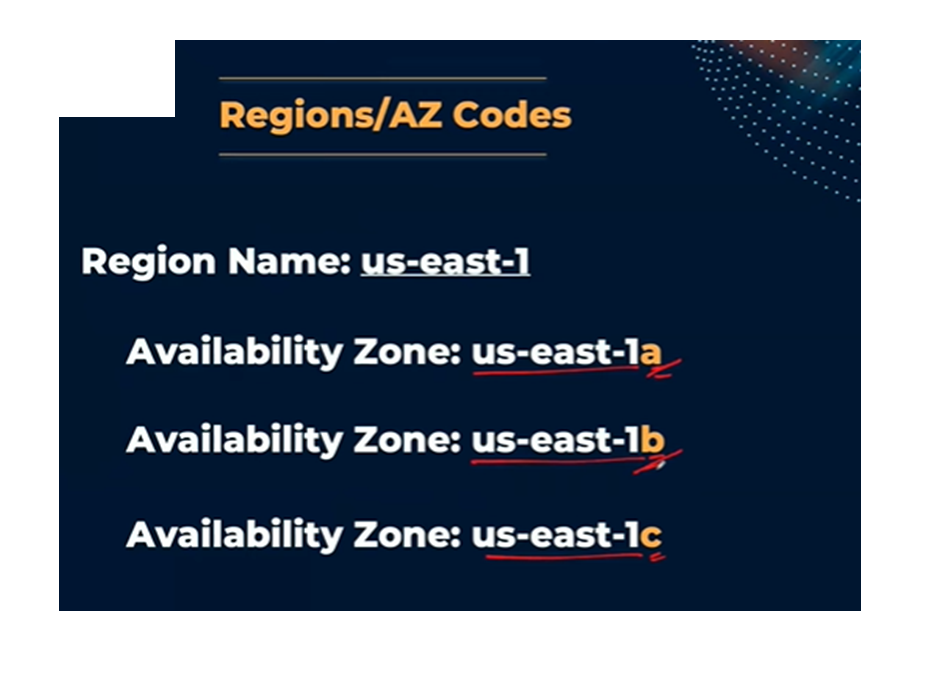 Regions/AZ Codes
Region Name: us-east-1
Availability Zone: us-east-1a
Availability Zone: us-east-1b
Availability Zone: us-east-1c